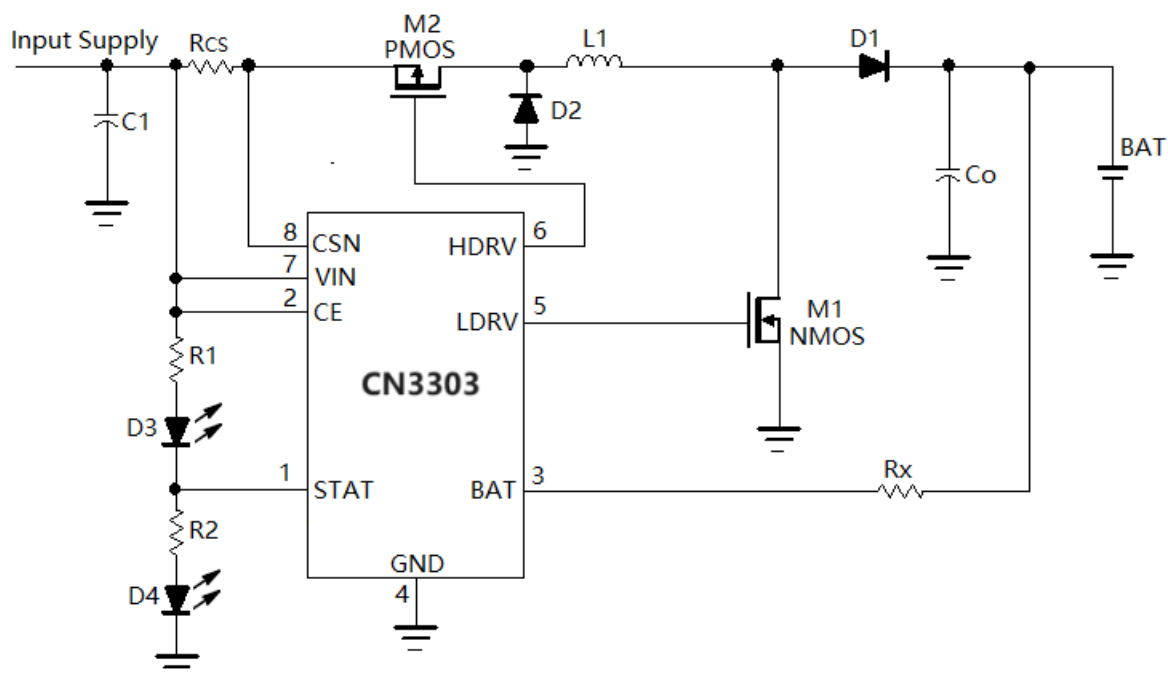 M2
PMOS
L1
D1
Input Supply
Rcs
C1
D2
BAT
Co
8
CSN
HDRV
6
7
VIN
2
CE
LDRV
5
M1
NMOS
R1
CN3303
D3
1
STAT
BAT
3
Rx
R2
GND
4
D4